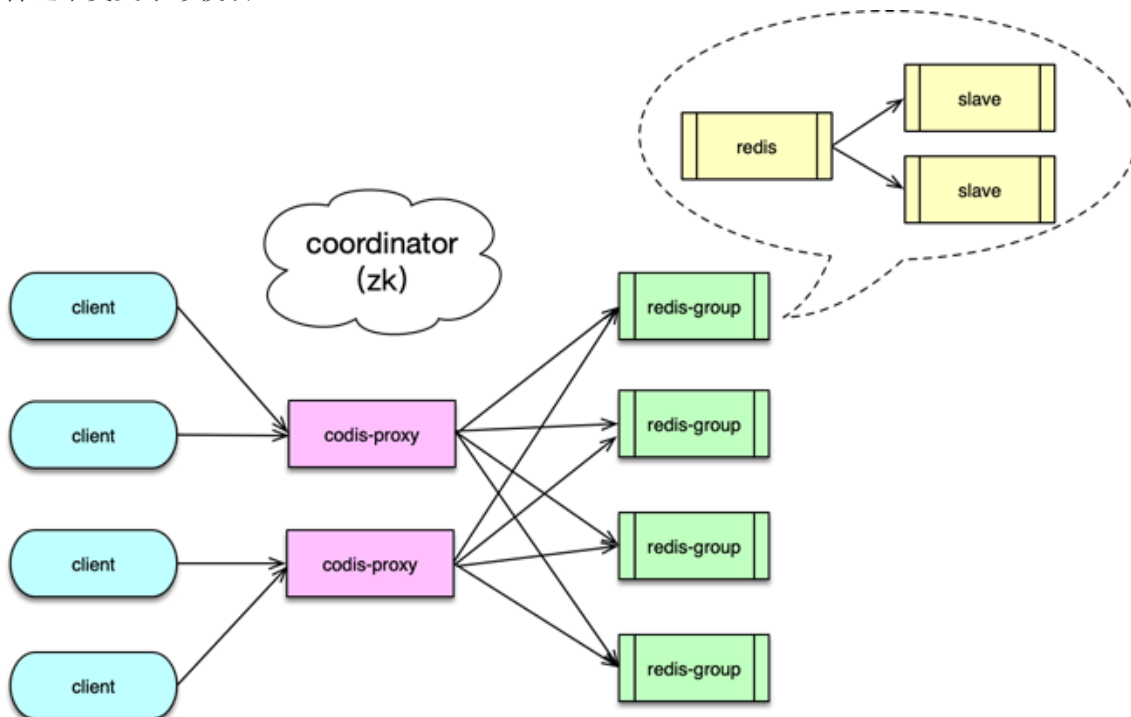 redis
slave
slave
coordinator
(zk)
client
client
client
client
codis-proxy
codis-proxy
redis-group
redis-group
redis-group
redis-group